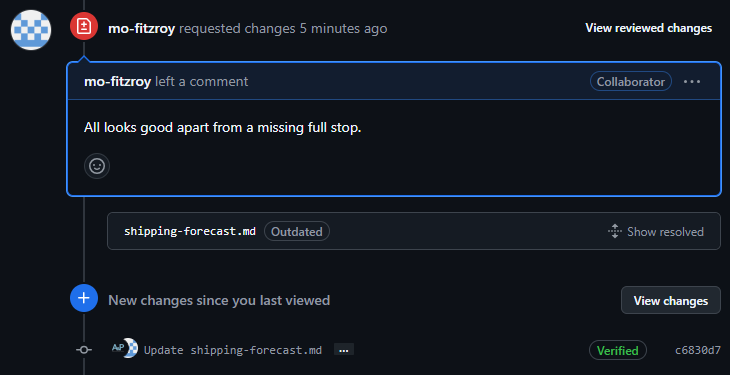 mo-fitzroy requested changes 5 minutes ago View reviewed changes
mo-fitzroy left a comment Collaborator ...
All looks good apart from a missing full stop.
shipping-forecast.md Outdated Show resolved
New changes since you last viewed View changes
AsP Update shipping-forecast.md ... Verified c6830d7